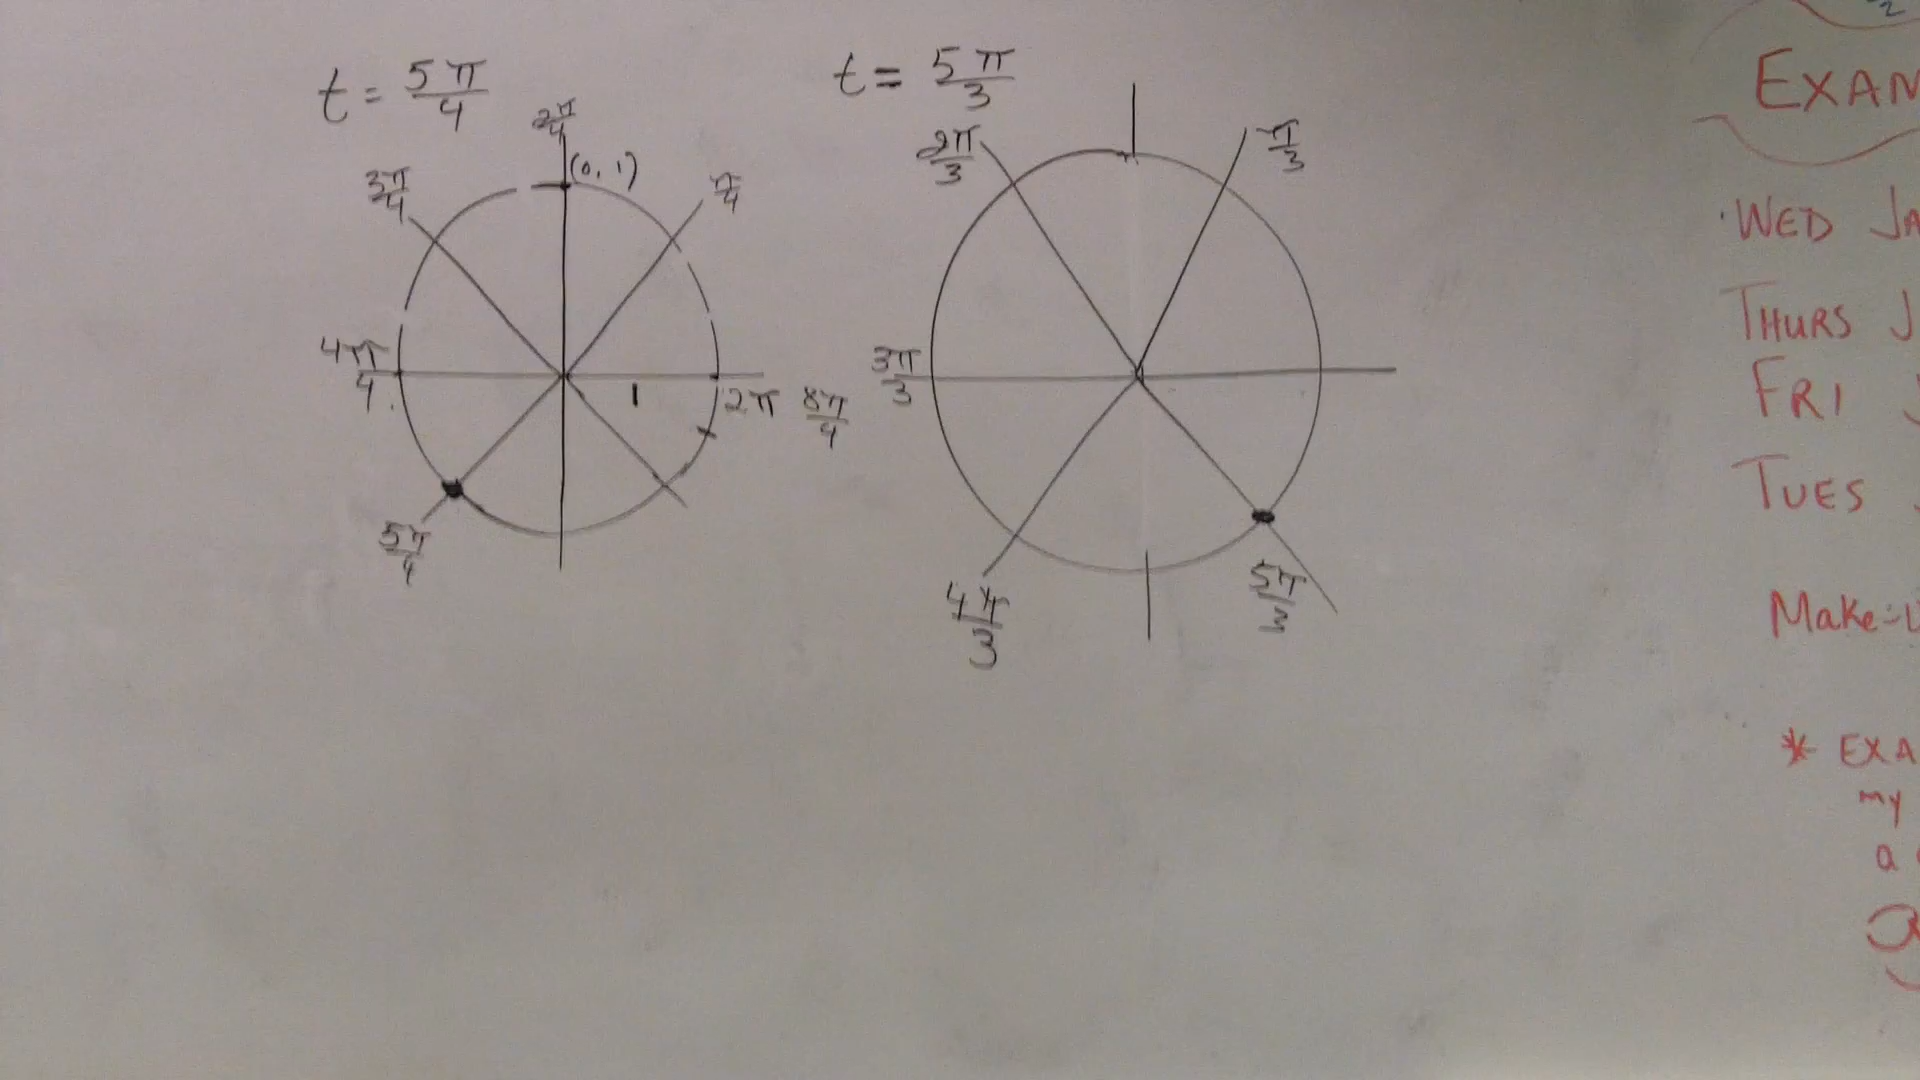 t = 5π/4
2π/4
(0, 1)
3π/4
π/4
4π/4
1
2π 8π/4
5π/4
t = 5π/3
2π/3
π/3
3π/3
4π/3
5π/3
EXAM
WED JA
THURS J
FRI
TUES
Make-U
* EXA
my
a